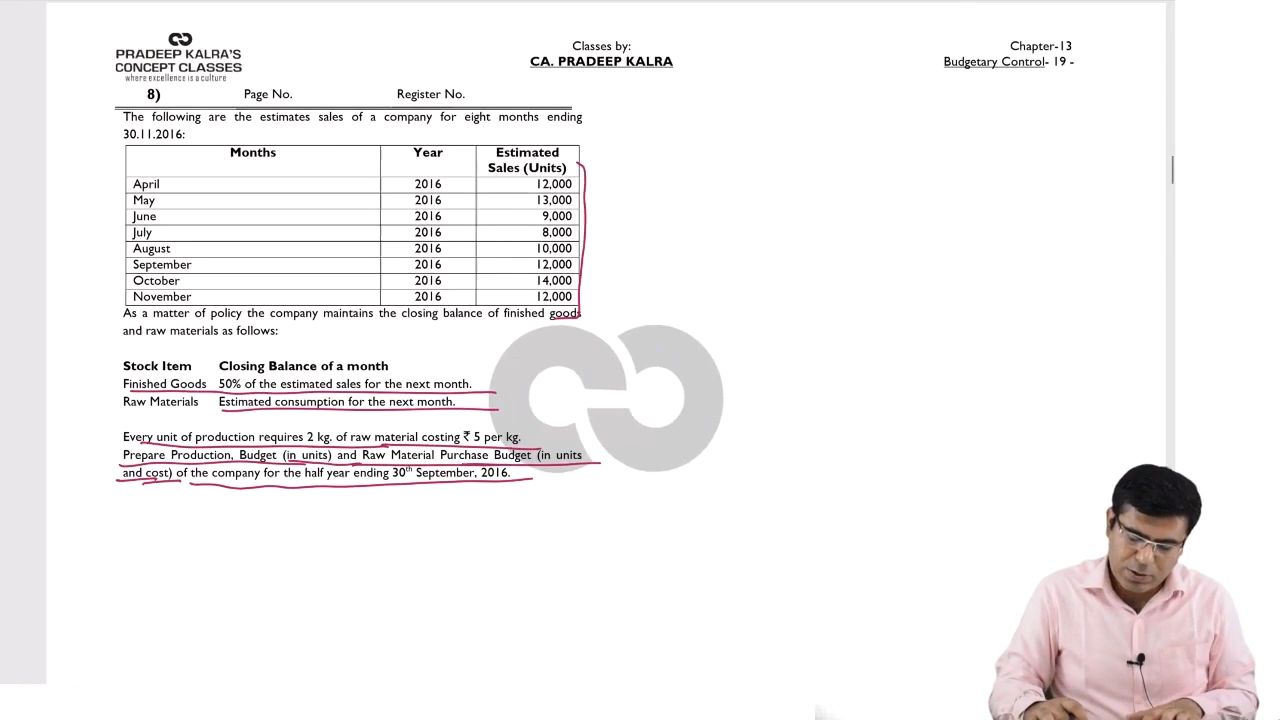 PRADEEP KALRA'S
CONCEPT CLASSES
where excellence is a culture
Classes by:
CA. PRADEEP KALRA
Chapter-13
Budgetary Control- 19 -
8) Page No. Register No.
The following are the estimates sales of a company for eight months ending
30.11.2016:
Months Year Estimated
Sales (Units)
April 2016 12,000
May 2016 13,000
June 2016 9,000
July 2016 8,000
August 2016 10,000
September 2016 12,000
October 2016 14,000
November 2016 12,000
As a matter of policy the company maintains the closing balance of finished goods
and raw materials as follows:
Stock Item Closing Balance of a month
Finished Goods 50% of the estimated sales for the next month.
Raw Materials Estimated consumption for the next month.
Every unit of production requires 2 kg. of raw material costing ₹ 5 per kg.
Prepare Production, Budget (in units) and Raw Material Purchase Budget (in units
and cost) of the company for the half year ending 30th September, 2016.